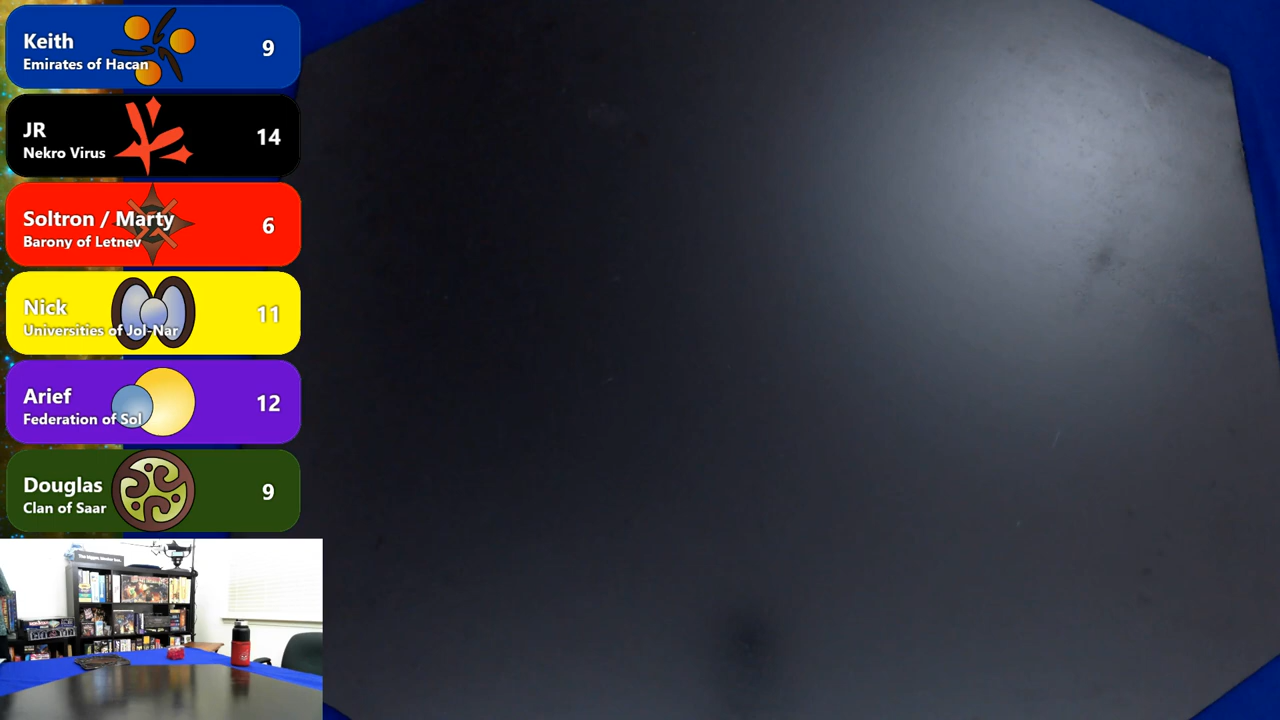 Keith
Emirates of Hacan
9
JR
Nekro Virus
14
Soltron / Marty
Barony of Letnev
6
Nick
Universities of Jol-Nar
11
Arief
Federation of Sol
12
Douglas
Clan of Saar
9